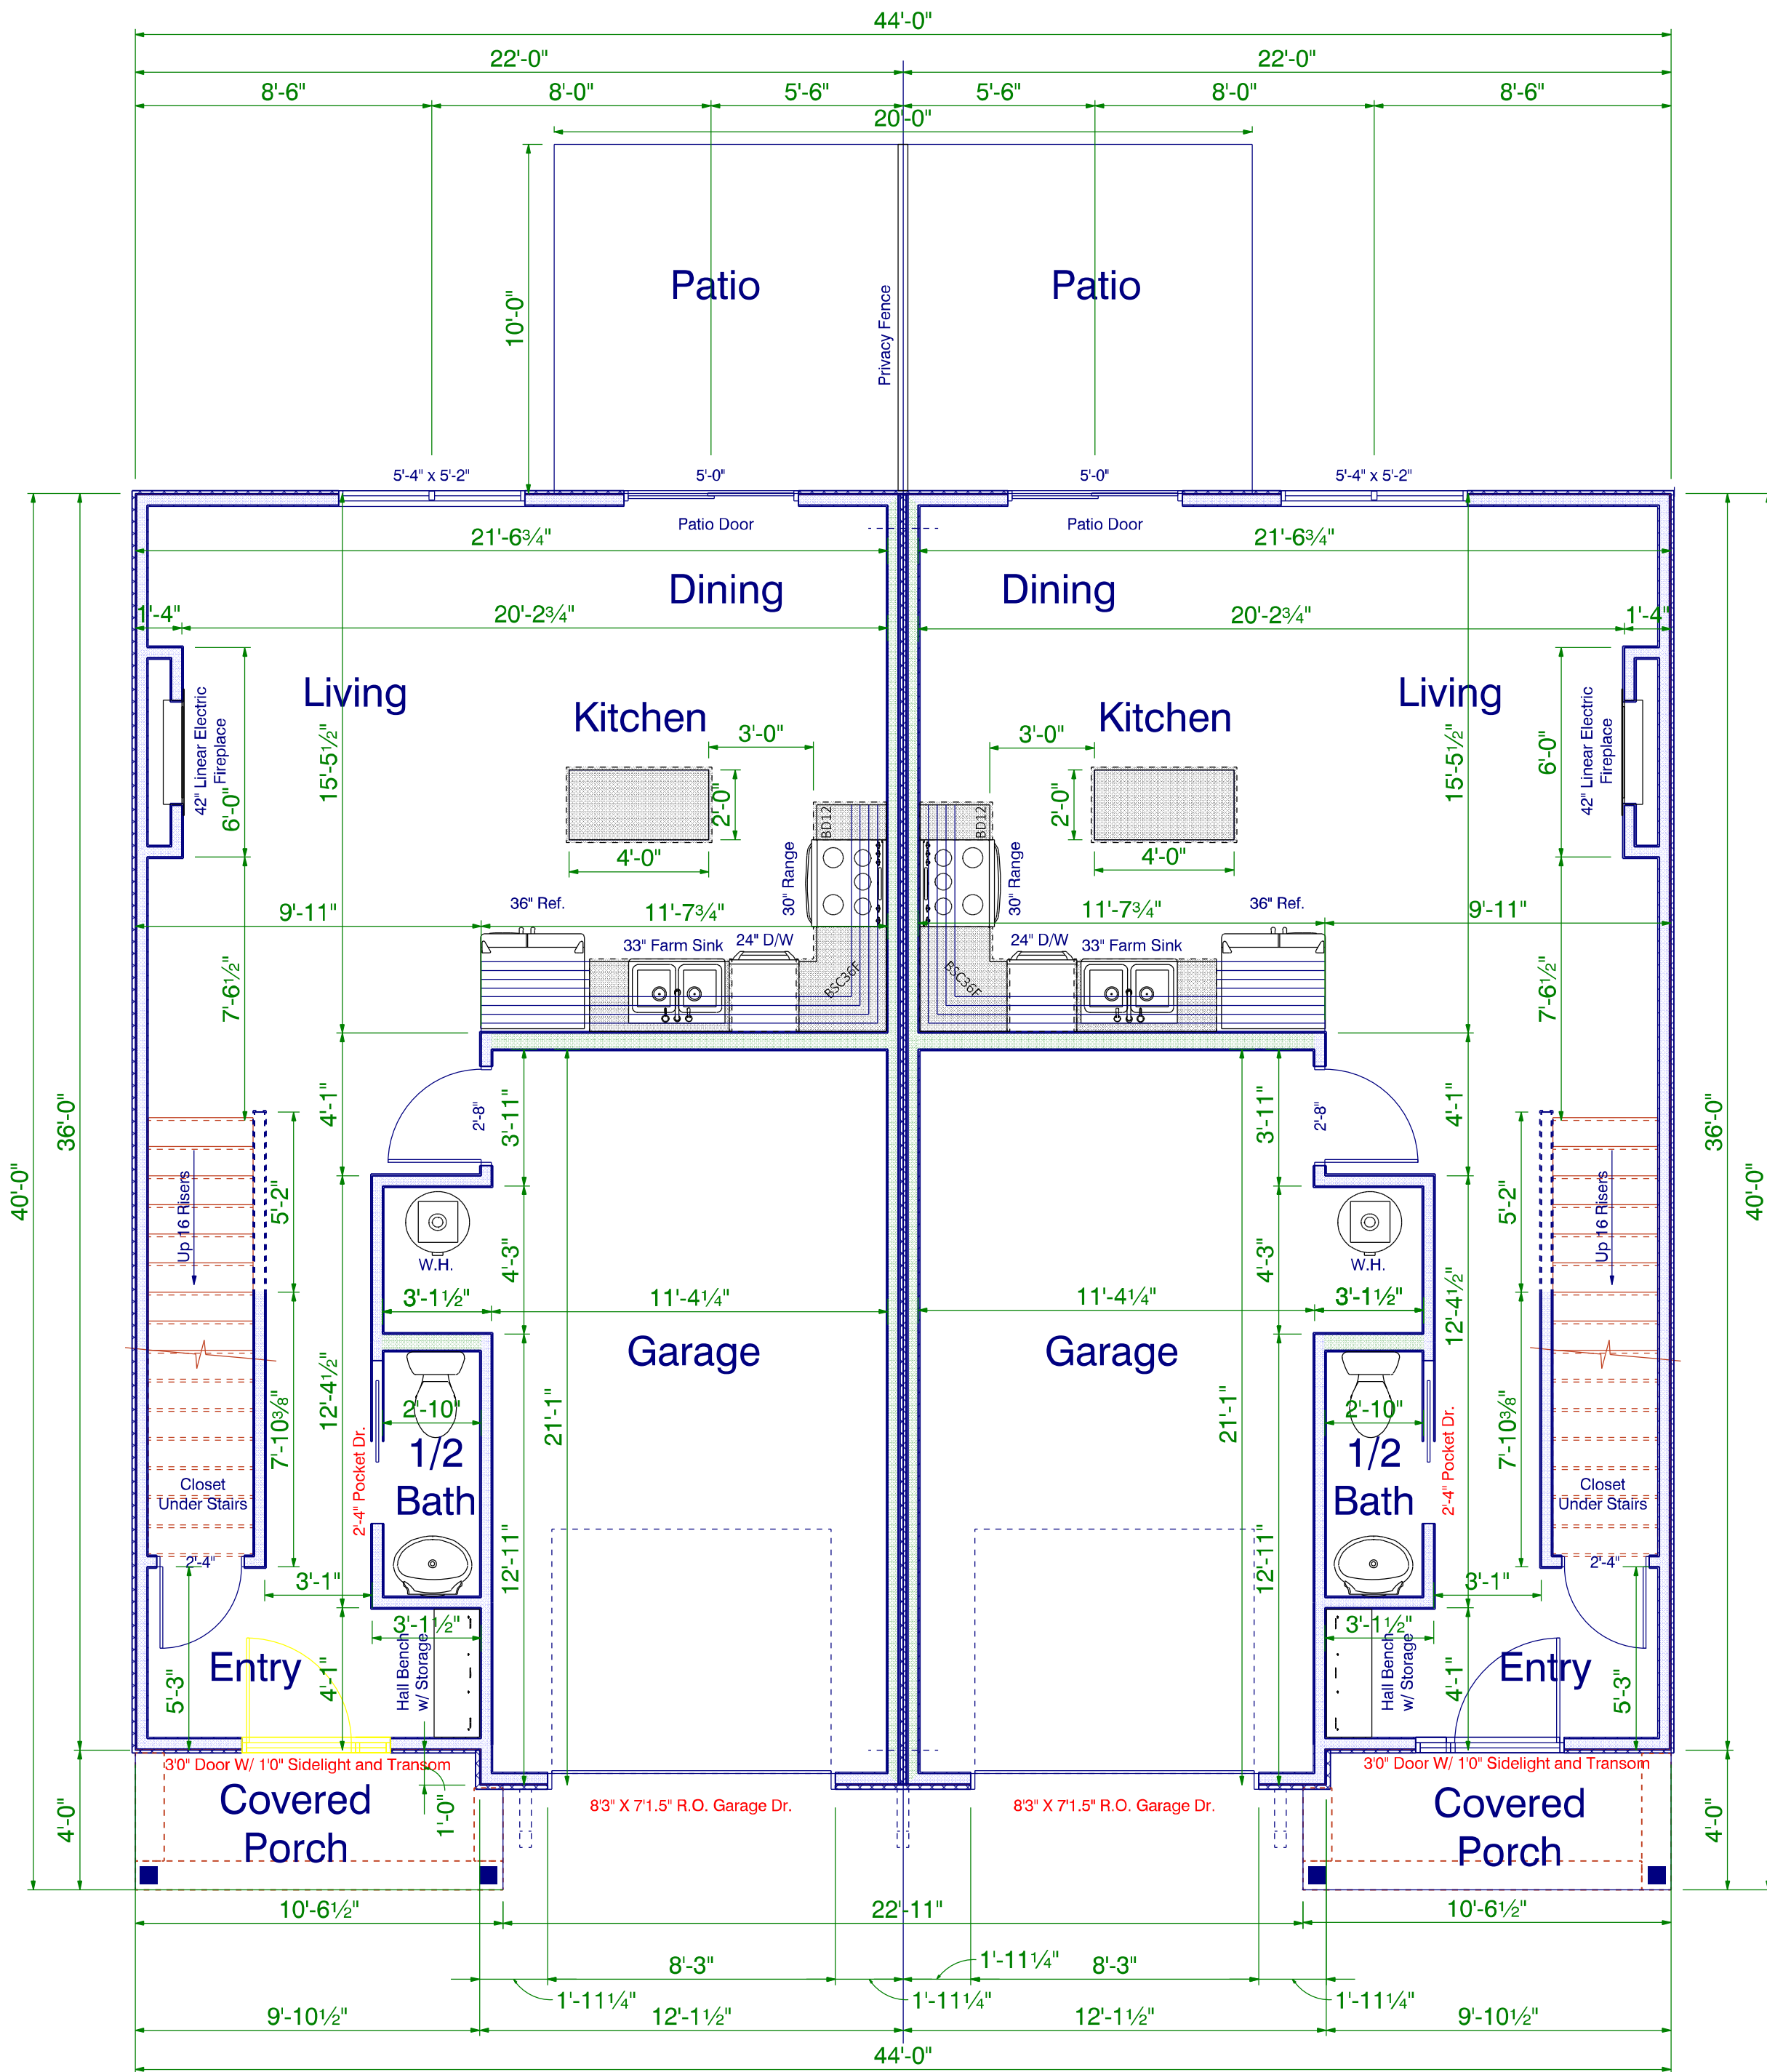 44'-0"
22'-0" 22'-0"
8'-6" 8'-0" 5'-6" 5'-6" 8'-0" 8'-6"
20'-0"
10'-0"
Patio Patio
Privacy Fence
5'-4" x 5'-2" 5'-0" 5'-0" 5'-4" x 5'-2"
Patio Door Patio Door
21'-6¾" 21'-6¾"
Dining Dining
1'-4" 20'-2¾" 20'-2¾" 1'-4"
Living Living
Kitchen Kitchen
3'-0" 3'-0"
42" Linear Electric
Fireplace
42" Linear Electric
Fireplace
6'-0" 6'-0"
15'-5½" 15'-5½"
2'-0" 2'-0"
BD12 BD12
4'-0" 4'-0"
30" Range 30" Range
9'-11" 36" Ref. 11'-7¾" 11'-7¾" 36" Ref. 9'-11"
33" Farm Sink 24" D/W 24" D/W 33" Farm Sink
BSC36F BSC36F
7'-6½" 7'-6½"
36'-0" 36'-0"
40'-0" 40'-0"
4'-1" 2'-8" 3'-11" 3'-11" 2'-8" 4'-1"
Up 16 Risers Up 16 Risers
5'-2" 5'-2"
W.H. W.H.
4'-3" 4'-3"
3'-1½" 11'-4¼" 11'-4¼" 3'-1½"
12'-4½" 12'-4½"
Garage Garage
21'-1" 21'-1"
7'-10⅜" 7'-10⅜"
2'-10" 2'-10"
2'-4" Pocket Dr. 2'-4" Pocket Dr.
1/2
Bath
1/2
Bath
Closet
Under Stairs
Closet
Under Stairs
12'-11" 12'-11"
2'-4" 2'-4"
3'-1" 3'-1"
3'-1½" 3'-1½"
Hall Bench
w/ Storage
Hall Bench
w/ Storage
Entry Entry
5'-3" 4'-1" 4'-1" 5'-3"
3'0" Door W/ 1'0" Sidelight and Transom 3'0" Door W/ 1'0" Sidelight and Transom
Covered
Porch
Covered
Porch
4'-0" 1'-0" 4'-0"
8'3" X 7'1.5" R.O. Garage Dr. 8'3" X 7'1.5" R.O. Garage Dr.
10'-6½" 22'-11" 10'-6½"
8'-3" 1'-11¼" 8'-3"
1'-11¼" 1'-11¼" 1'-11¼"
9'-10½" 12'-1½" 12'-1½" 9'-10½"
44'-0"